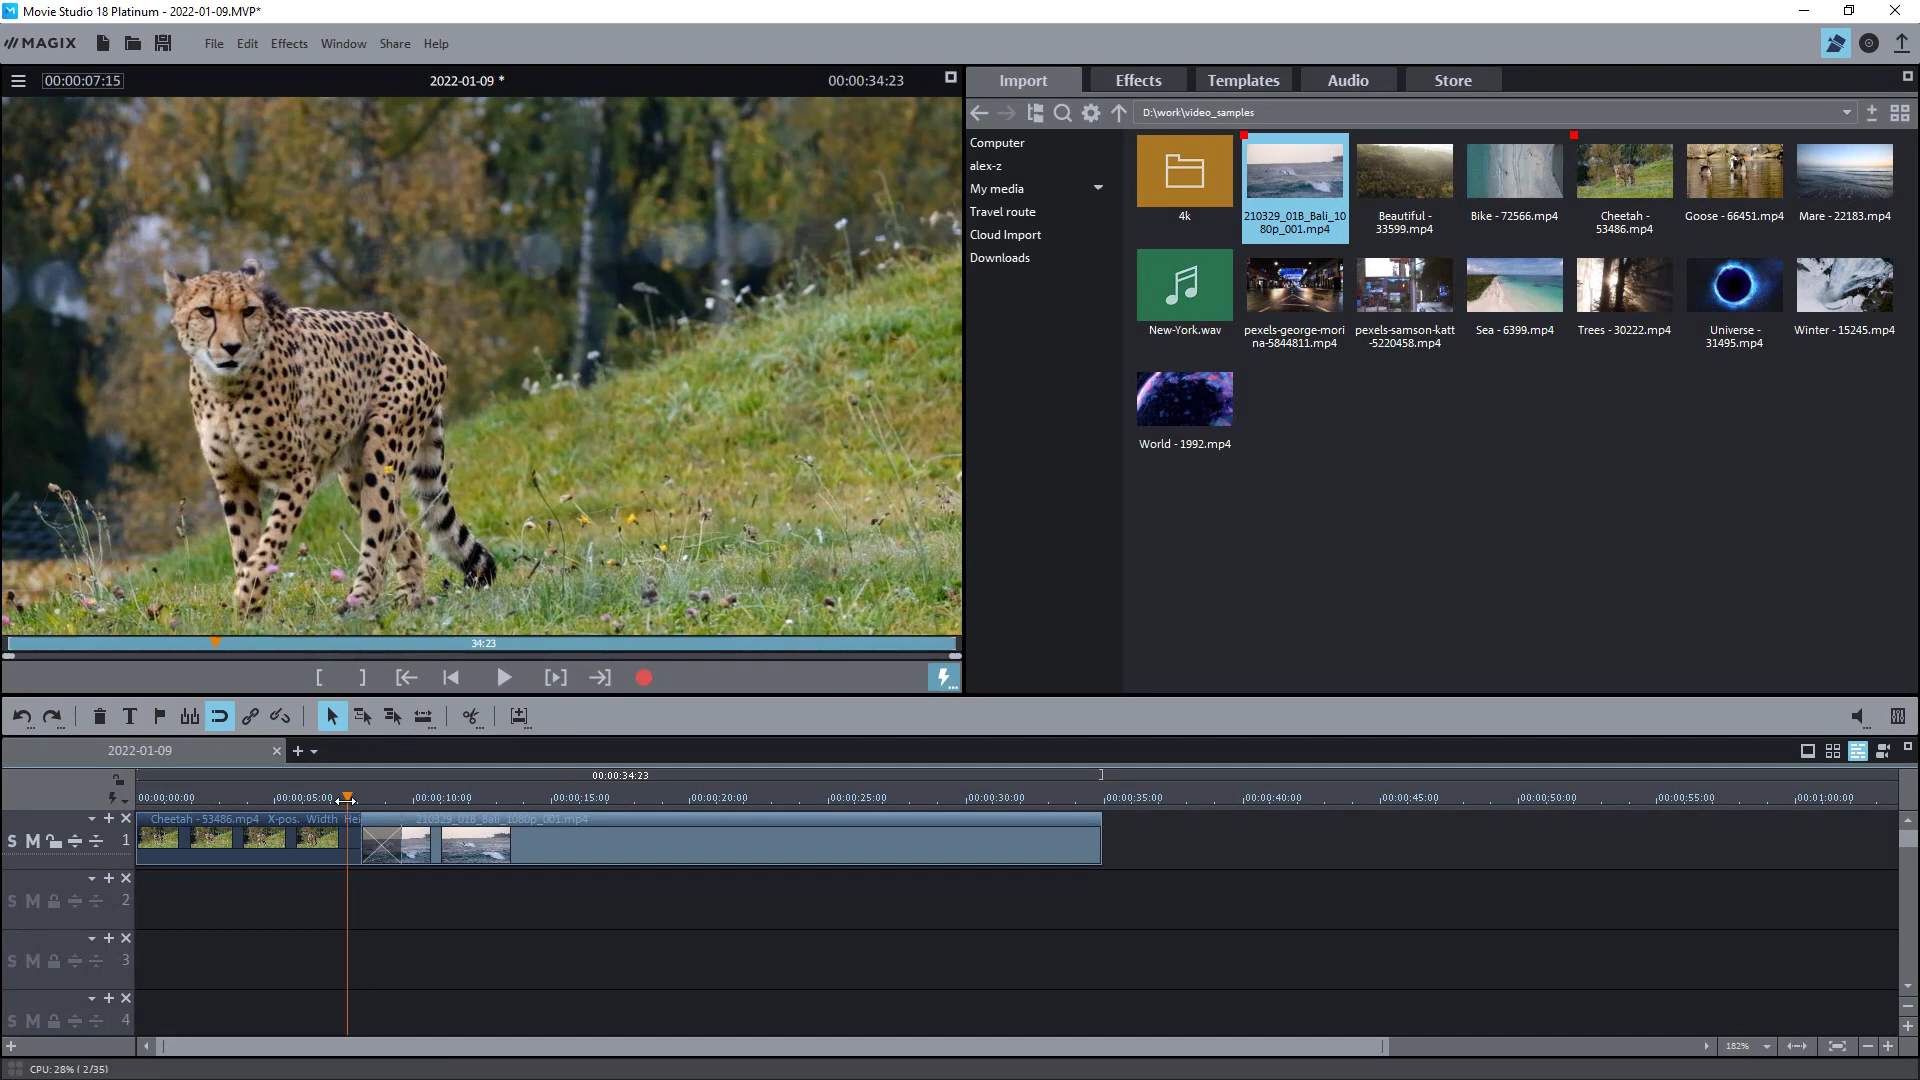 Movie Studio 18 Platinum - 2022-01-09.MVP*
MAGIX File Edit Effects Window Share Help
00:00:07:15 2022-01-09 * 00:00:34:23
Import Effects Templates Audio Store
D:\work\video_samples
Computer
alex-z
My media
Travel route
Cloud Import
Downloads
4k
210329_01B_Bali_10
80p_001.mp4
Beautiful -
33599.mp4
Bike - 72566.mp4
Cheetah -
53486.mp4
Goose - 66451.mp4
Mare - 22183.mp4
New-York.wav
pexels-george-mori
na-5844811.mp4
pexels-samson-katt
-5220458.mp4
Sea - 6399.mp4
Trees - 30222.mp4
Universe -
31495.mp4
Winter - 15245.mp4
World - 1992.mp4
34:23
2022-01-09
00:00:34:23
00:00:00:00 00:00:05:00 00:00:10:00 00:00:15:00 00:00:20:00 00:00:25:00 00:00:30:00 00:00:35:00 00:00:40:00 00:00:45:00 00:00:50:00 00:00:55:00 00:01:00:00
Cheetah - 53486.mp4 X-pos. Width Hei 210329_01B_Bali_1080p_001.mp4
S M 1
S M 2
S M 3
S M 4
182%
CPU: 28% ( 2/35)